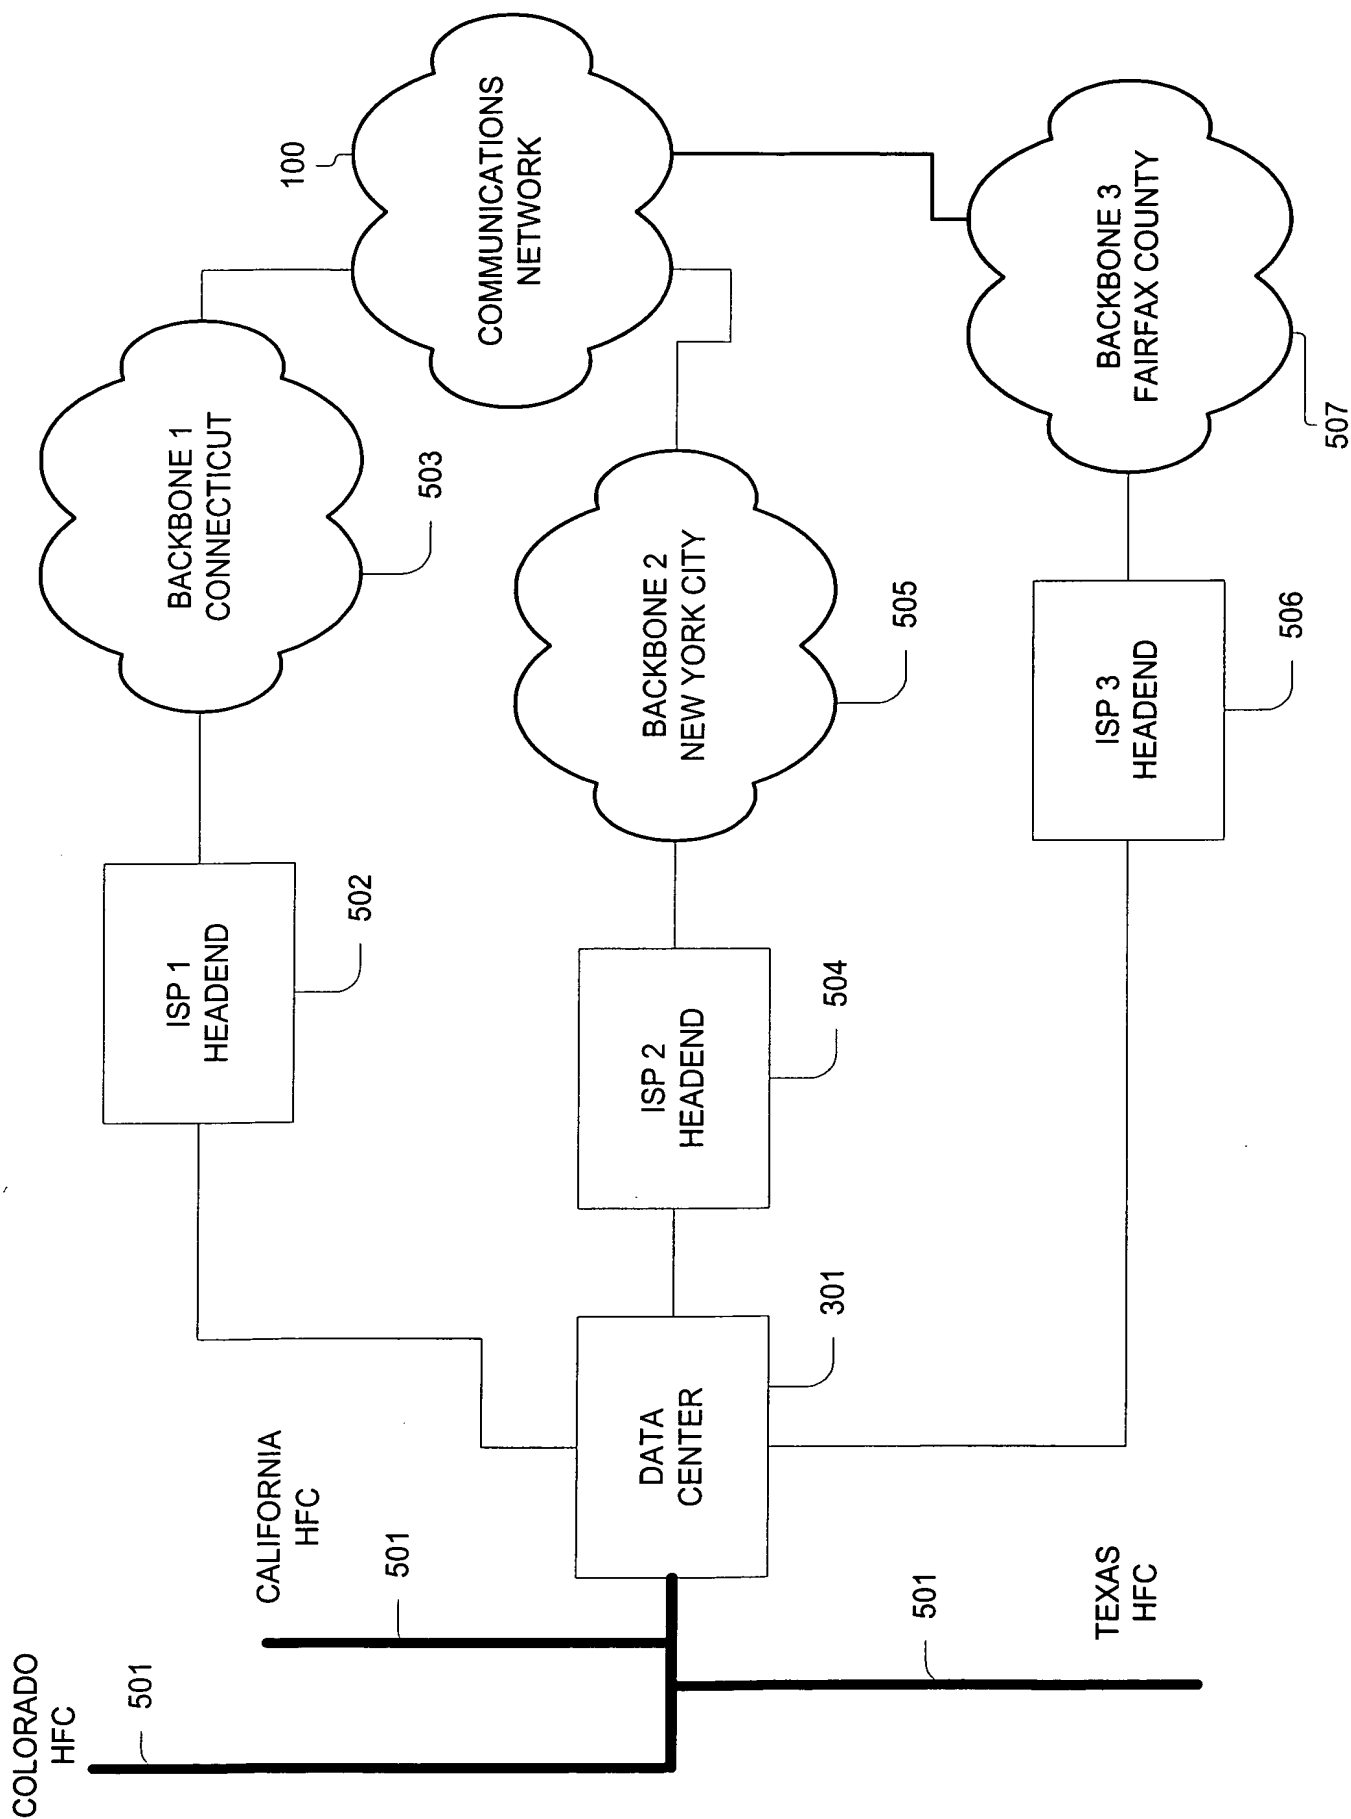 COLORADO
HFC
501
CALIFORNIA
HFC
501
TEXAS
HFC
501
DATA
CENTER
301
ISP 1
HEADEND
502
ISP 2
HEADEND
504
ISP 3
HEADEND
506
BACKBONE 1
CONNECTICUT
503
BACKBONE 2
NEW YORK CITY
505
BACKBONE 3
FAIRFAX COUNTY
507
COMMUNICATIONS
NETWORK
100